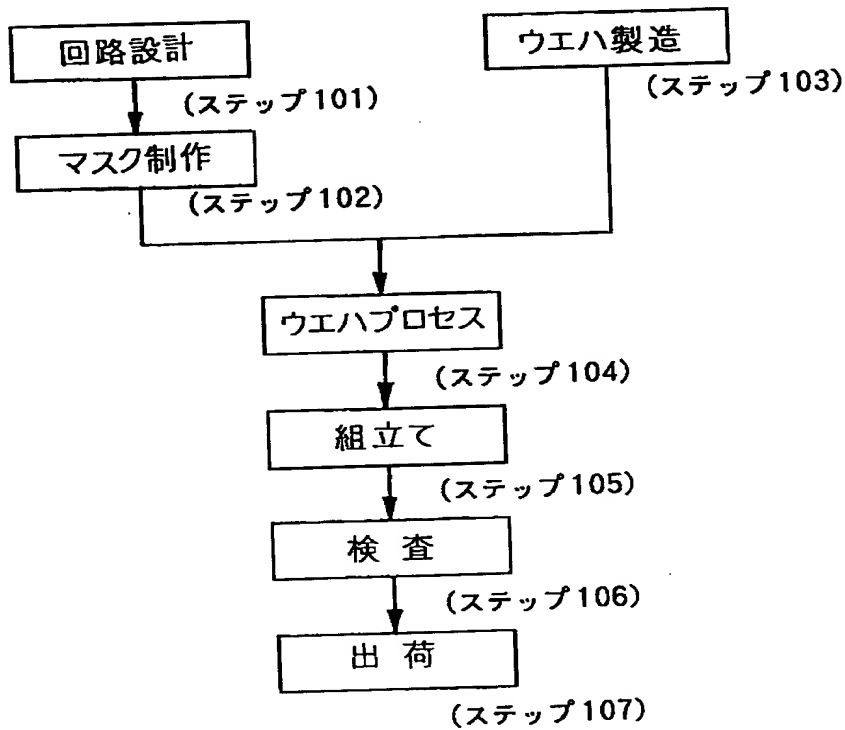 回路設計
(ステップ101)
マスク制作
(ステップ102)
ウエハ製造
(ステップ103)
ウエハプロセス
(ステップ104)
組立て
(ステップ105)
検査
(ステップ106)
出荷
(ステップ107)